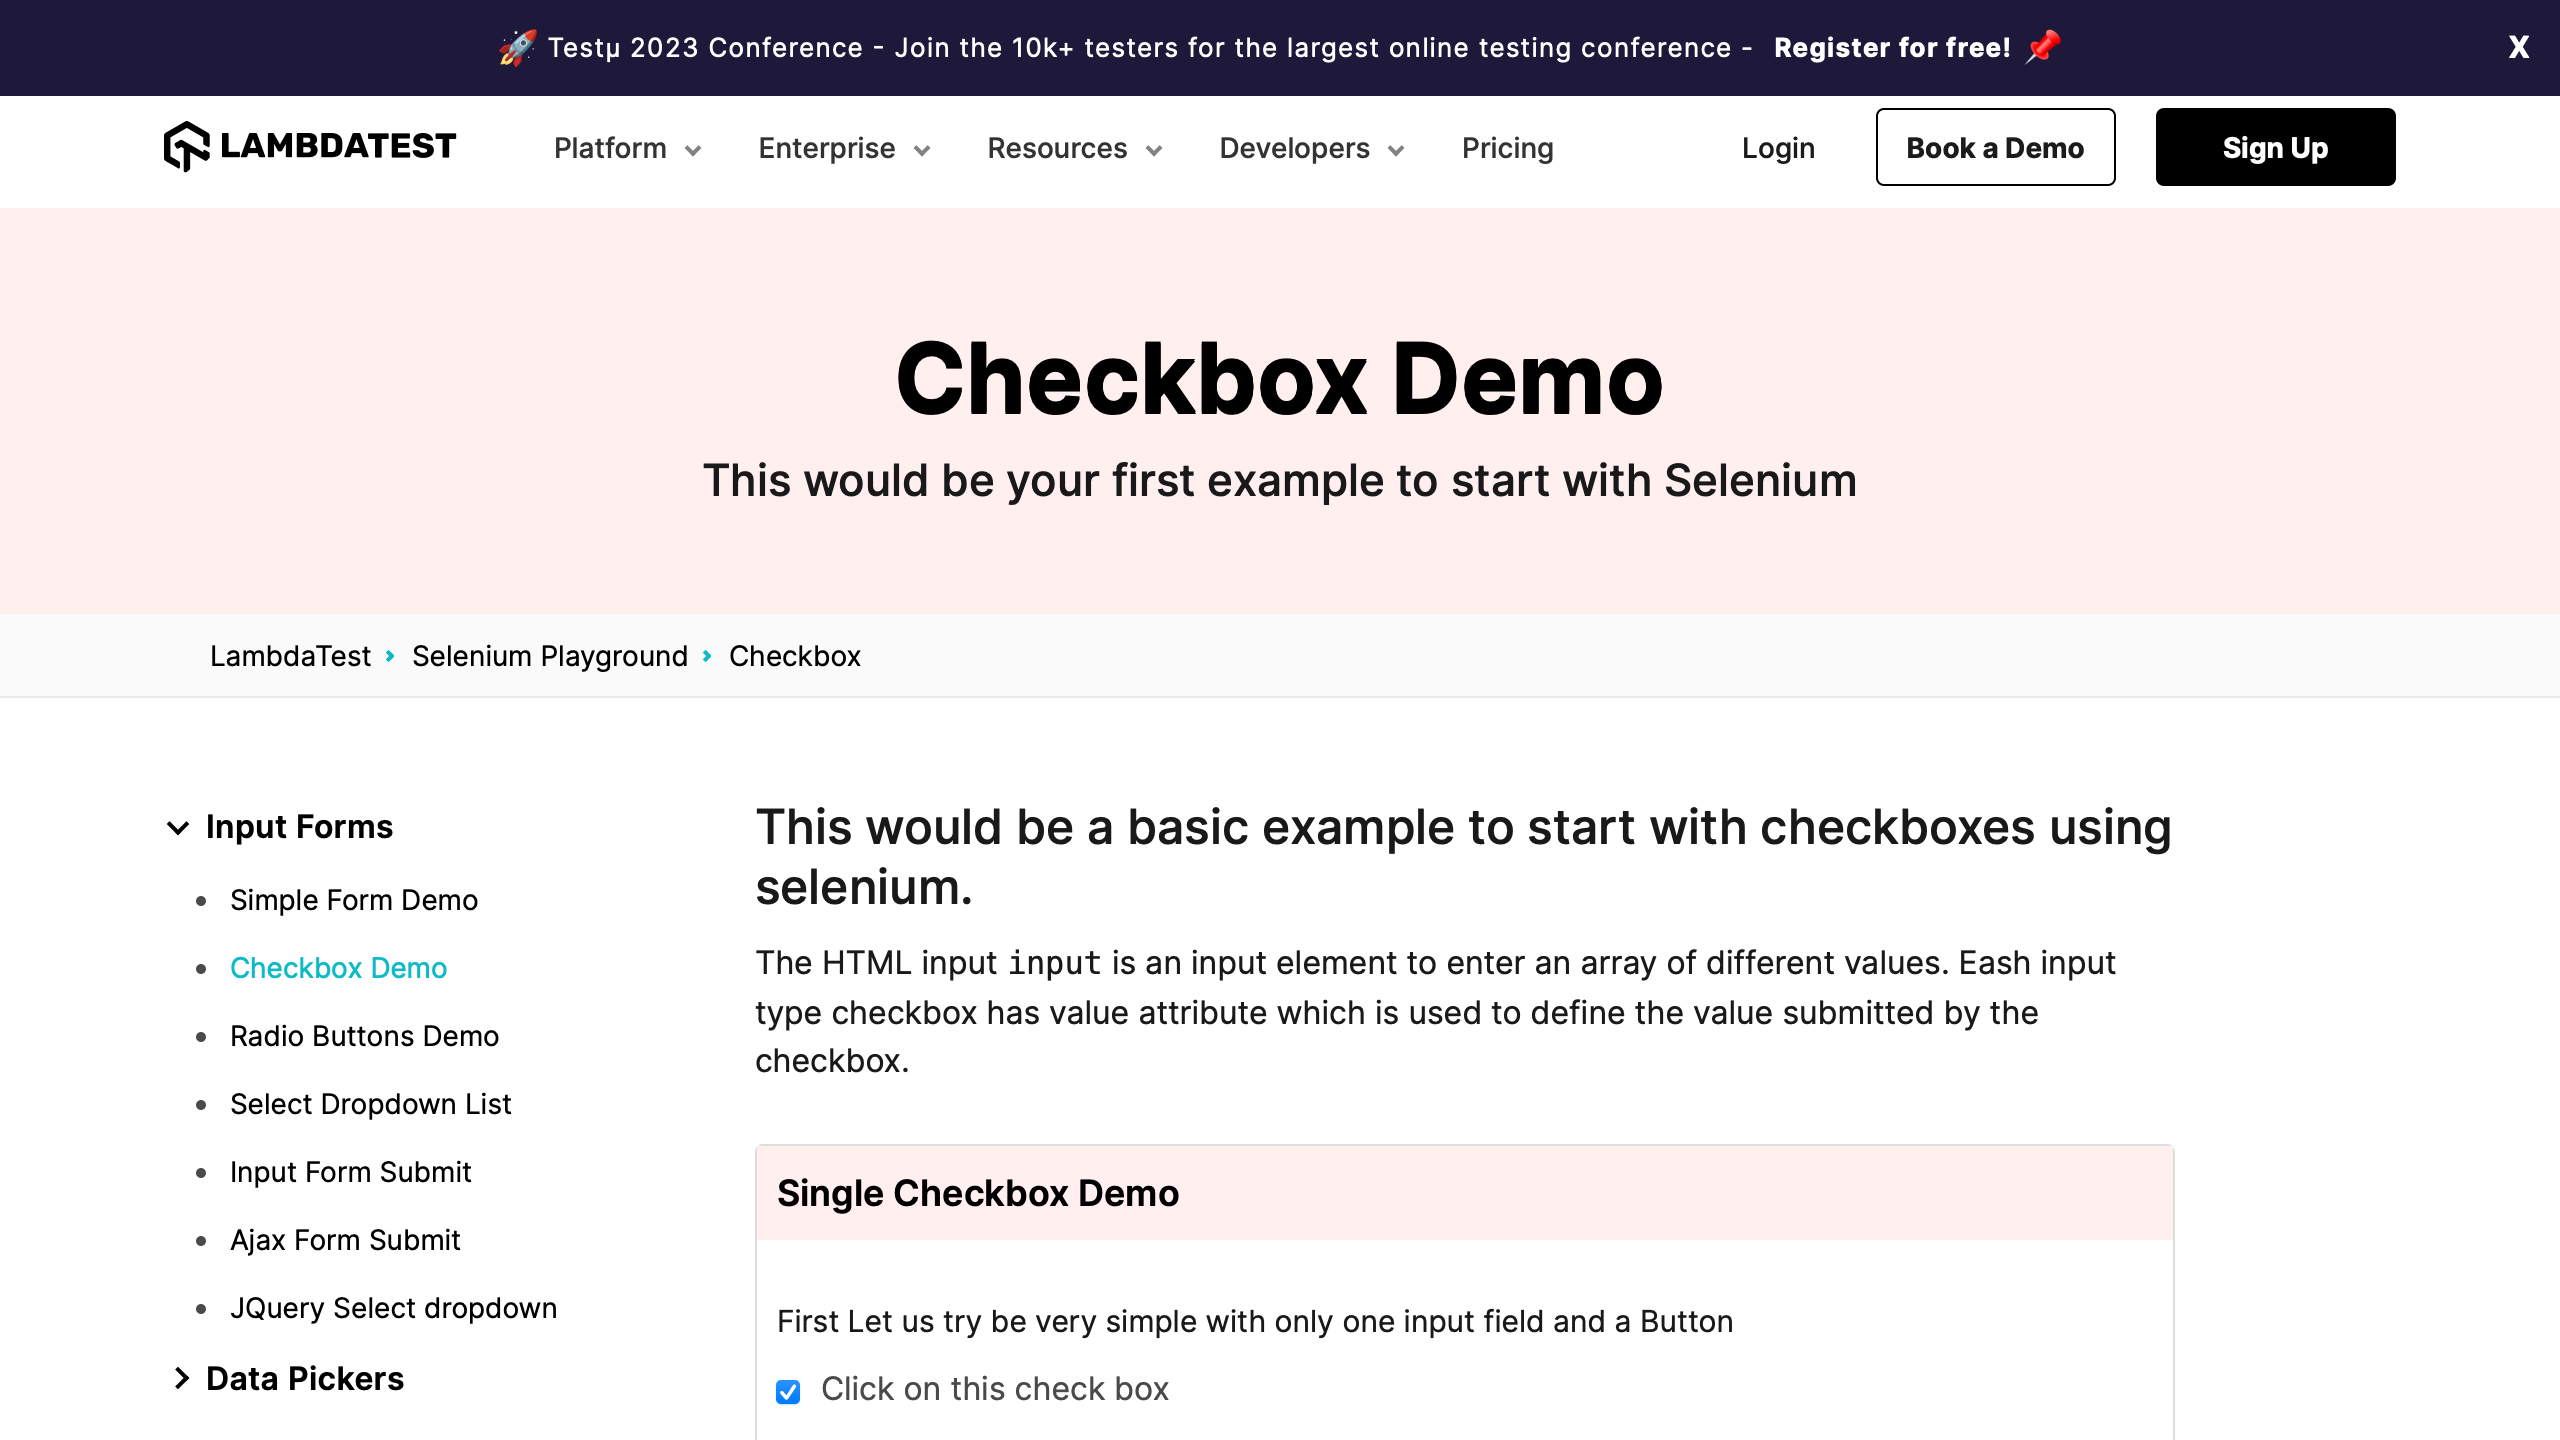 🚀 Testμ 2023 Conference - Join the 10k+ testers for the largest online testing conference - Register for free! 📌 X
LAMBDATEST Platform Enterprise Resources Developers Pricing Login Book a Demo Sign Up
Checkbox Demo
This would be your first example to start with Selenium
LambdaTest › Selenium Playground › Checkbox
Input Forms
• Simple Form Demo
• Checkbox Demo
• Radio Buttons Demo
• Select Dropdown List
• Input Form Submit
• Ajax Form Submit
• JQuery Select dropdown
Data Pickers
This would be a basic example to start with checkboxes using
selenium.
The HTML input input is an input element to enter an array of different values. Eash input
type checkbox has value attribute which is used to define the value submitted by the
checkbox.
Single Checkbox Demo
First Let us try be very simple with only one input field and a Button
Click on this check box